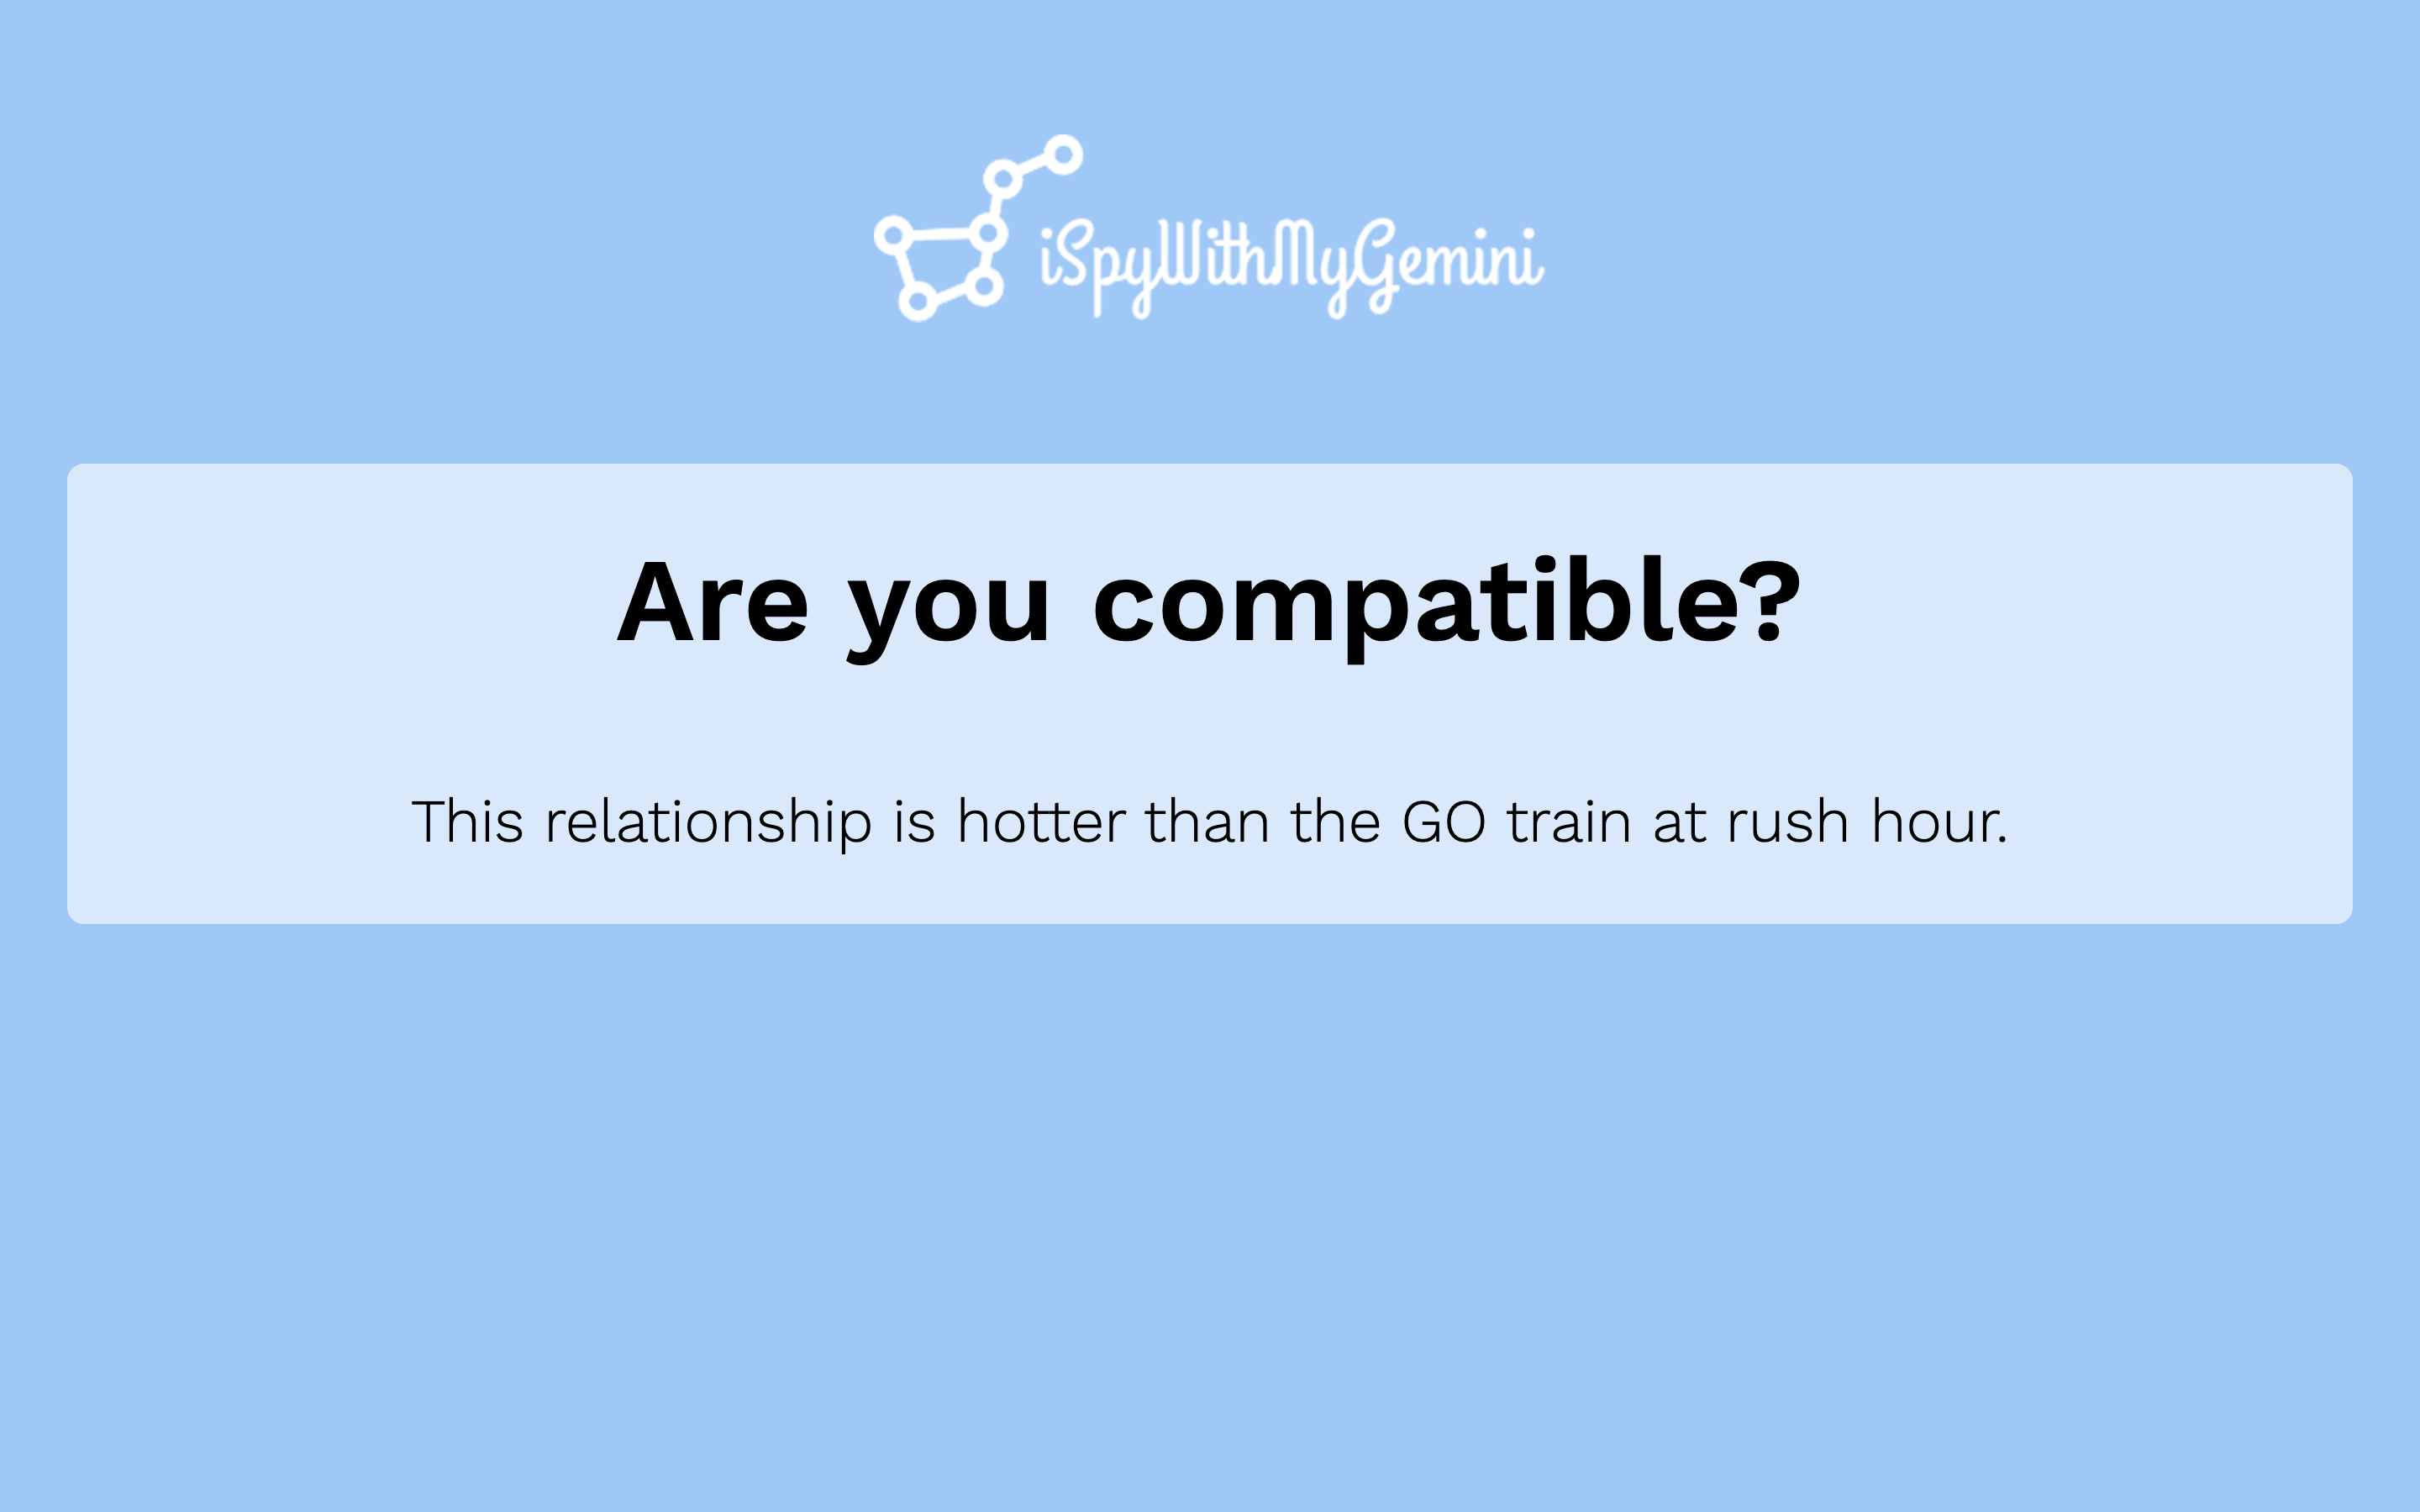 iSpyWithMyGemini
Are you compatible?
This relationship is hotter than the GO train at rush hour.